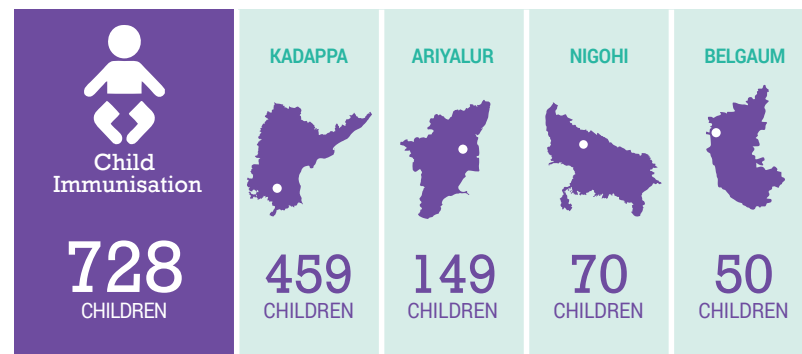 Child
Immunisation
728
CHILDREN
KADAPPA
459
CHILDREN
ARIYALUR
149
CHILDREN
NIGOHI
70
CHILDREN
BELGAUM
50
CHILDREN